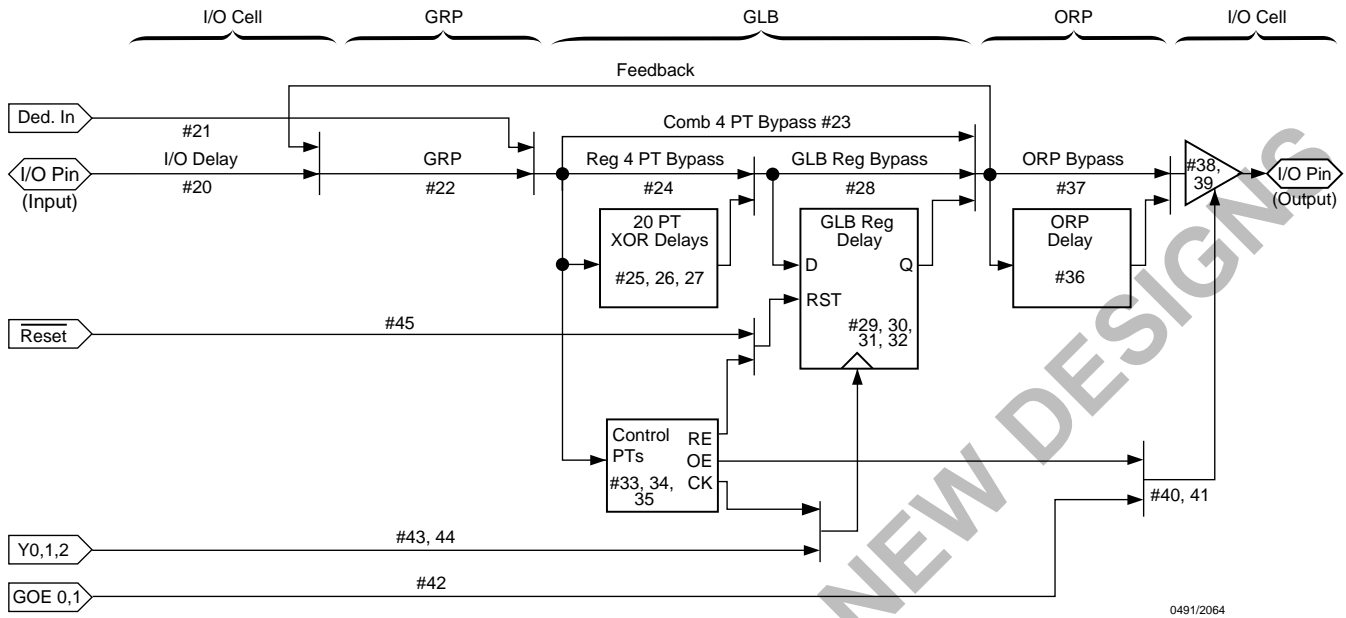 I/O Cell GRP GLB ORP I/O Cell
Feedback
Ded. In
#21
Comb 4 PT Bypass #23
I/O Delay GRP Reg 4 PT Bypass GLB Reg Bypass ORP Bypass
I/O Pin
(Input)
#20 #22 #24 #28 #37
#38,
39
I/O Pin
(Output)
20 PT
XOR Delays
#25, 26, 27
GLB Reg
Delay
D Q
RST
#29, 30,
31, 32
ORP
Delay
#36
Reset
#45
Control
PTs
RE
OE
CK
#33, 34,
35
#40, 41
Y0,1,2
#43, 44
GOE 0,1
#42
0491/2064
NEW DESIGNS